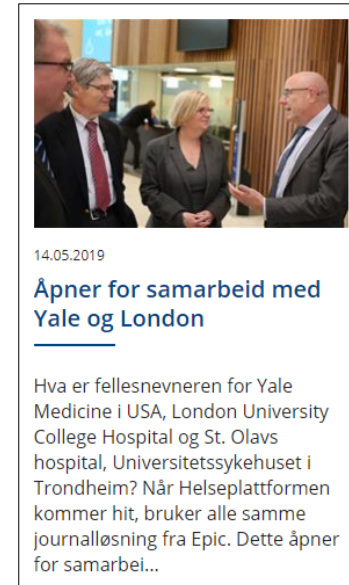 14.05.2019
Åpner for samarbeid med
Yale og London
Hva er fellesnevneren for Yale
Medicine i USA, London University
College Hospital og St. Olavs
hospital, Universitetssykehuset i
Trondheim? Når Helseplattformen
kommer hit, bruker alle samme
journalløsning fra Epic. Dette åpner
for samarbei...